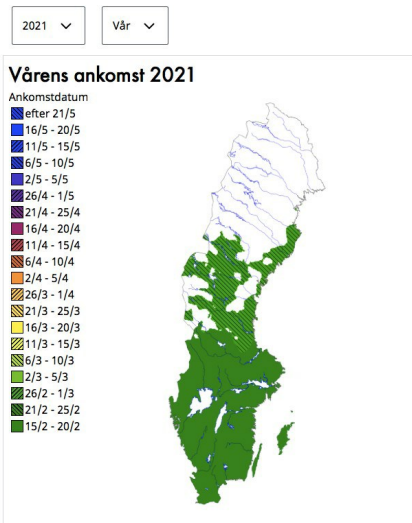 2021
Vår
Vårens ankomst 2021
Ankomstdatum
efter 21/5
16/5 - 20/5
11/5 - 15/5
6/5 - 10/5
2/5 - 5/5
26/4 - 1/5
21/4 - 25/4
16/4 - 20/4
11/4 - 15/4
6/4 - 10/4
2/4 - 5/4
26/3 - 1/4
21/3 - 25/3
16/3 - 20/3
11/3 - 15/3
6/3 - 10/3
2/3 - 5/3
26/2 - 1/3
21/2 - 25/2
15/2 - 20/2